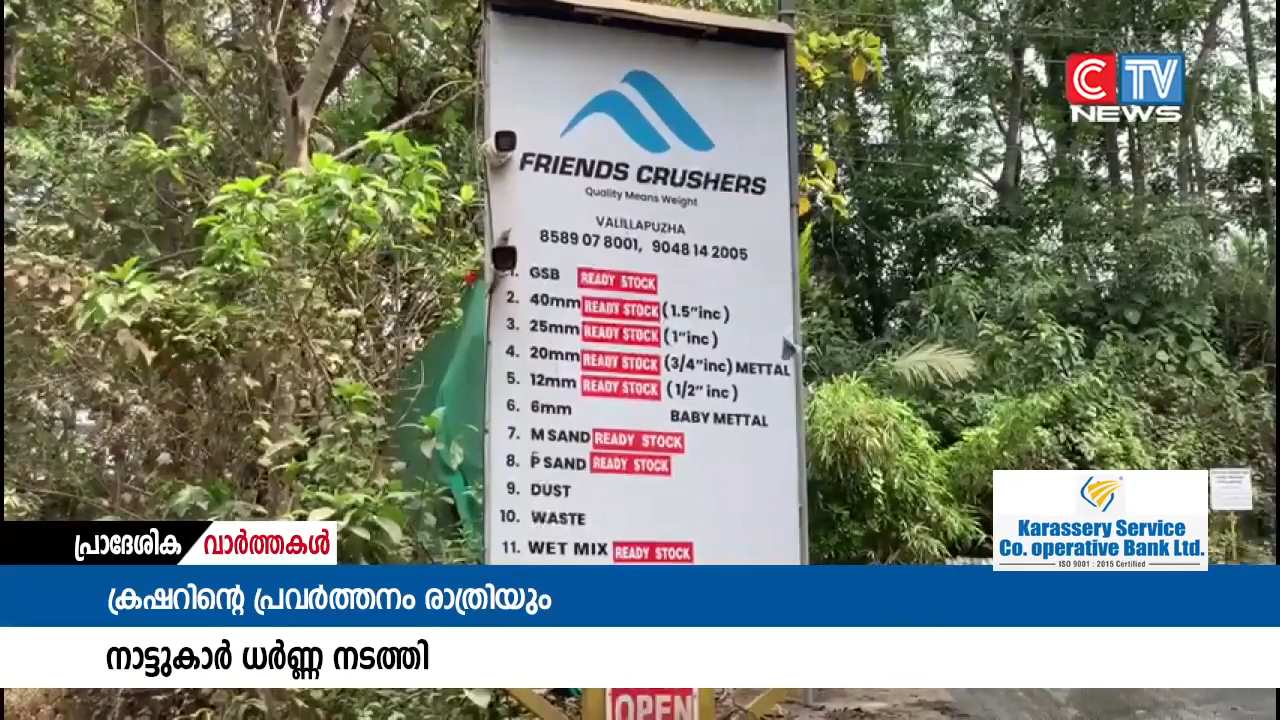 C TV
NEWS
FRIENDS CRUSHERS
Quality Means Weight
VALILLAPUZHA
8589 07 8001, 9048 14 2005
1. GSB READY STOCK
2. 40mm READY STOCK (1.5"inc)
3. 25mm READY STOCK (1"inc)
4. 20mm READY STOCK (3/4"inc) METTAL
5. 12mm READY STOCK (1/2" inc)
6. 6mm BABY METTAL
7. M SAND READY STOCK
8. P SAND READY STOCK
9. DUST
10. WASTE
11. WET MIX READY STOCK
Karassery Service
Co. operative Bank Ltd.
ISO 9001 : 2015 Certified
പ്രാദേശിക വാർത്തകൾ
ക്രഷറിന്റെ പ്രവർത്തനം രാത്രിയും
നാട്ടുകാർ ധർണ്ണ നടത്തി
OPEN